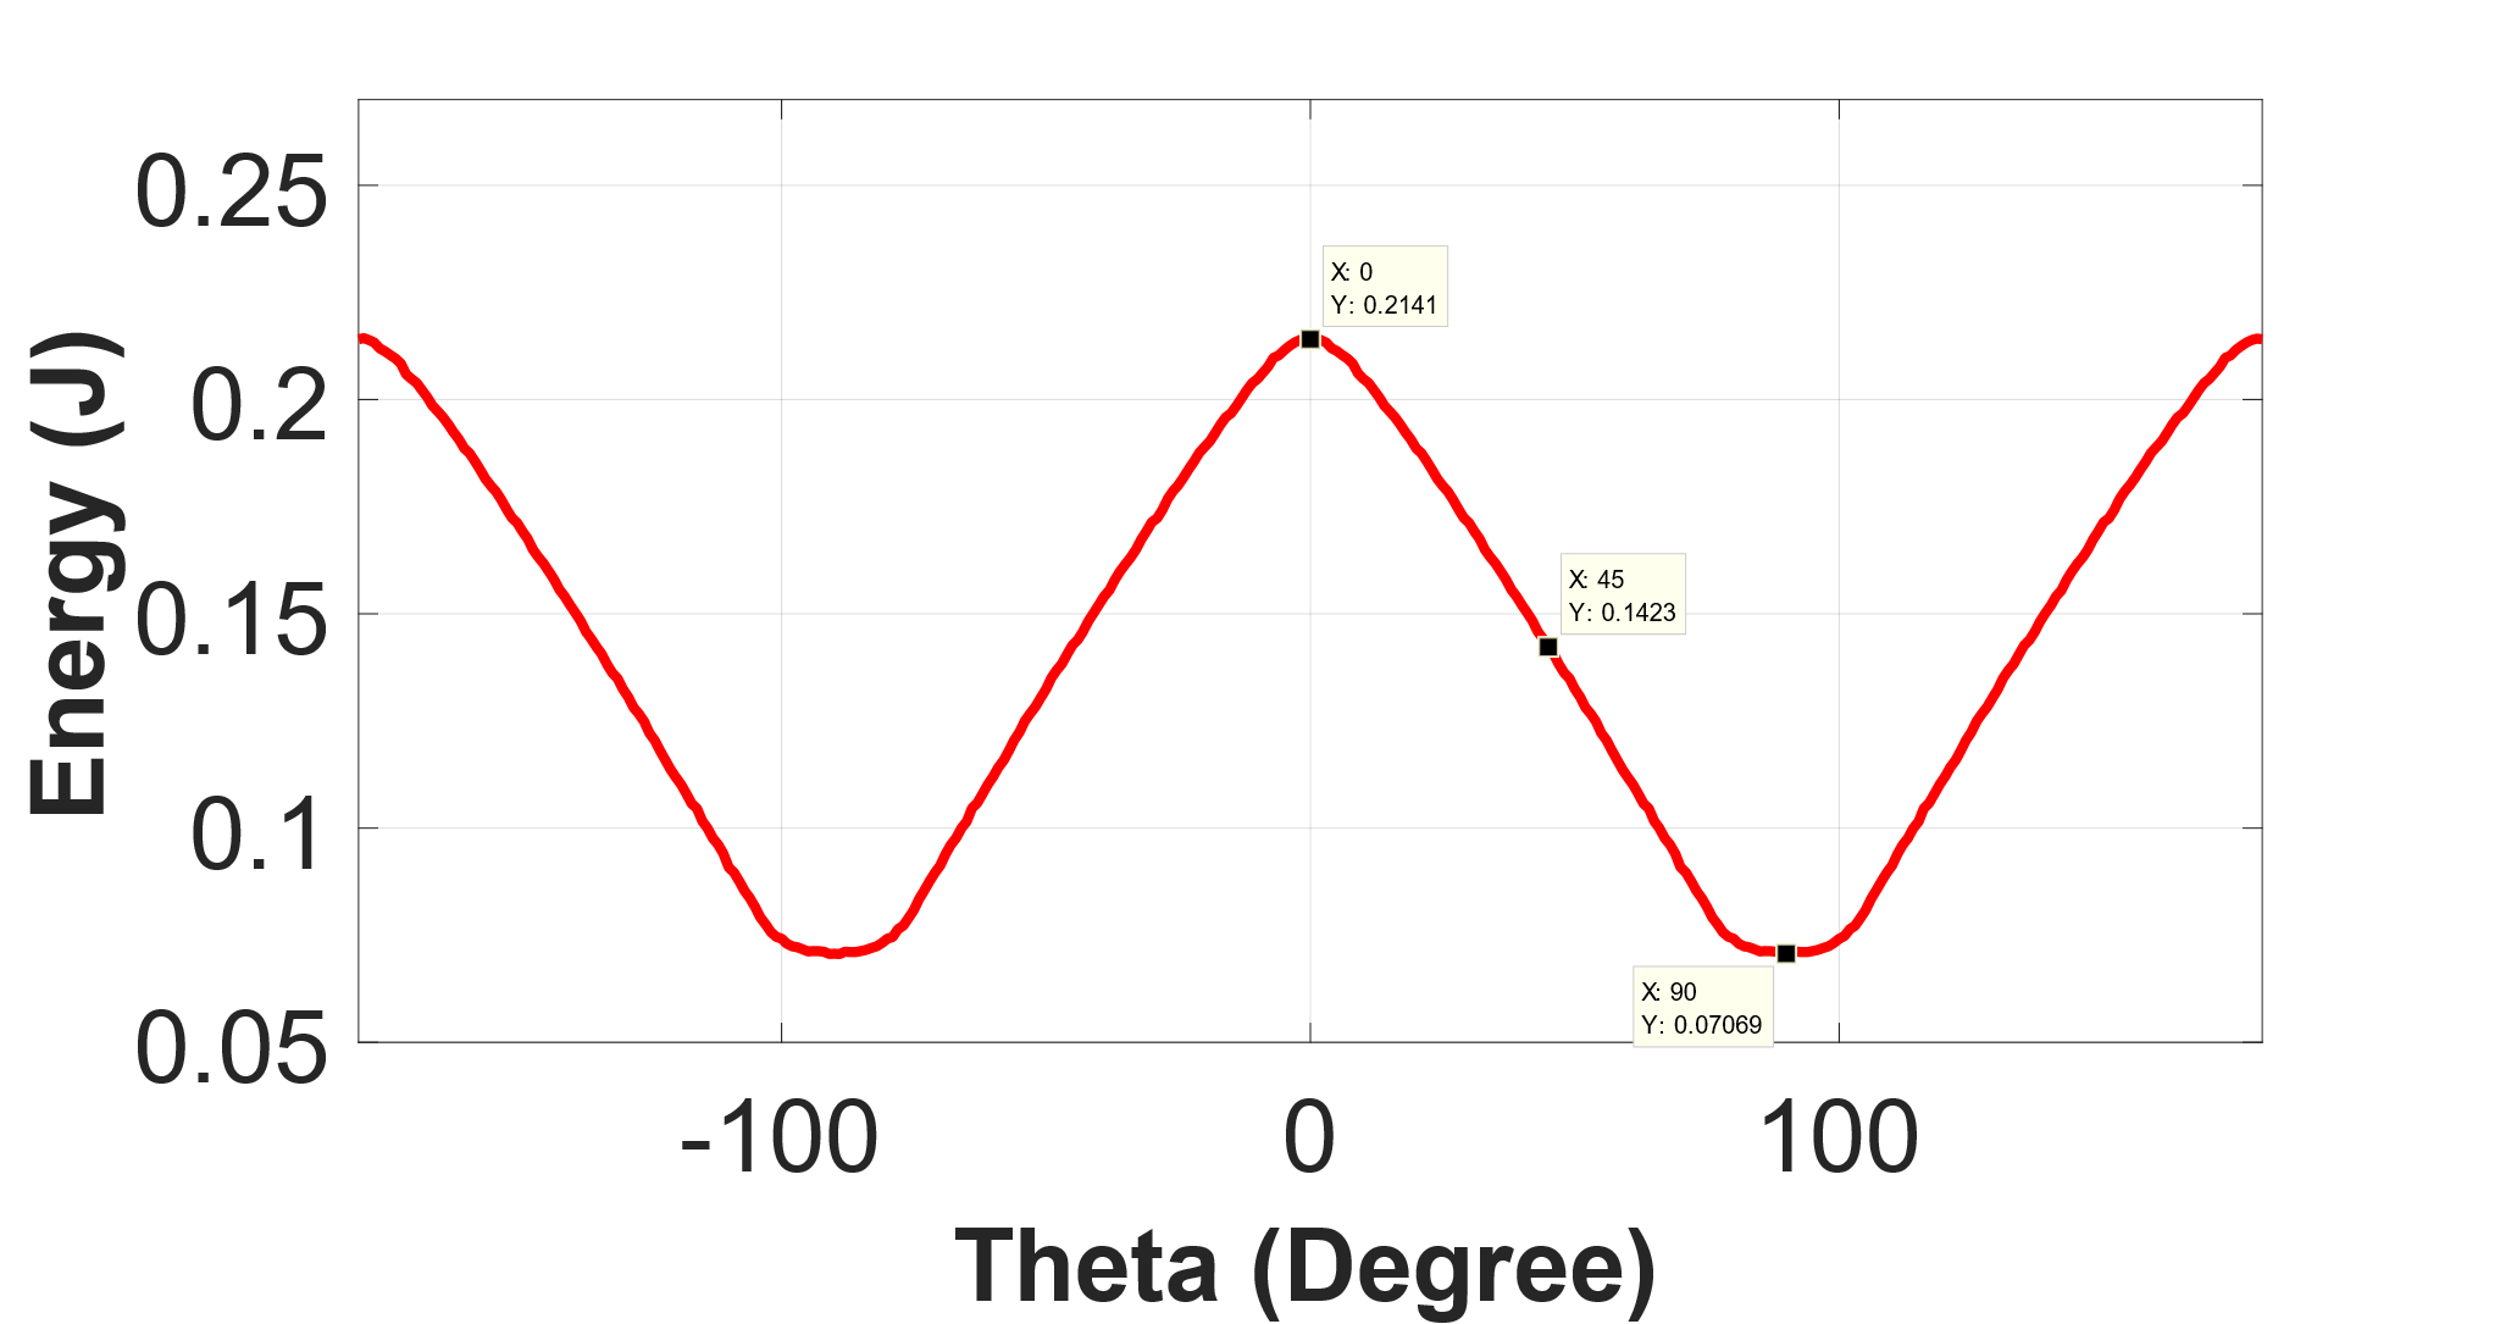 0.25
X: 0
Y: 0.2141
0.2
X: 45
Y: 0.1423
0.15
0.1
X: 90
Y: 0.07069
0.05
Energy (J)
-100
0
100
Theta (Degree)